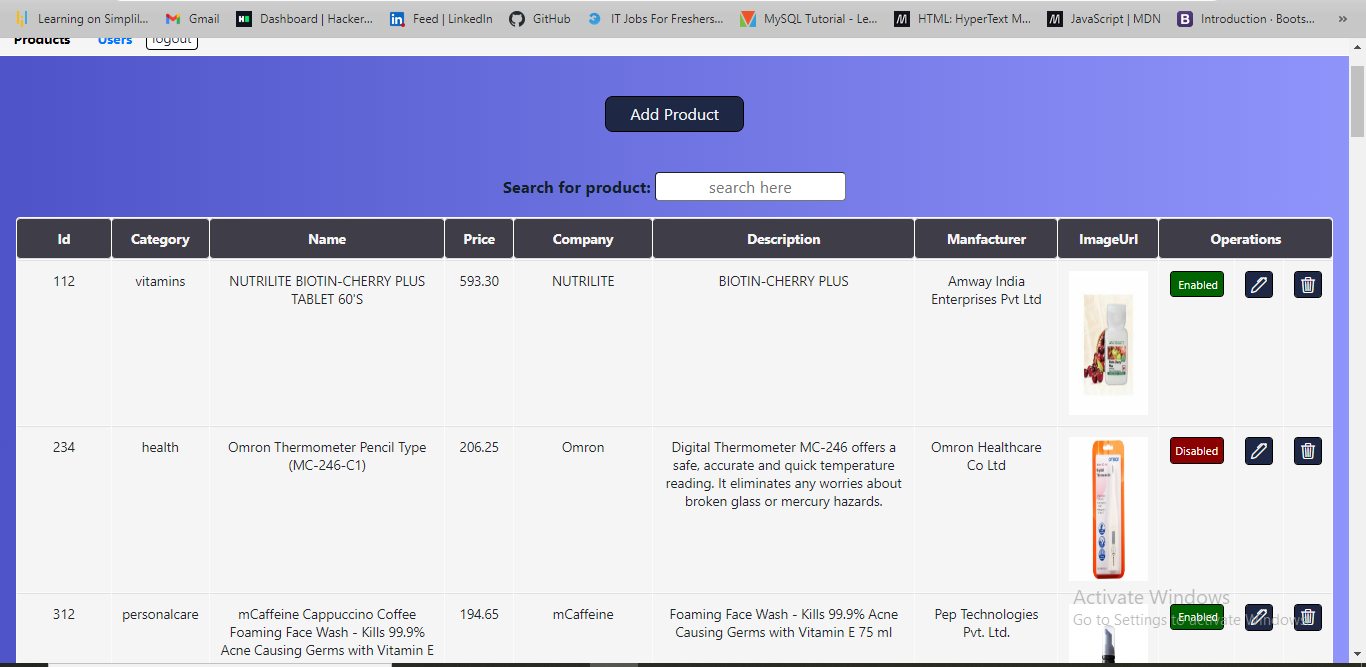 Learning on Simplil... Gmail Dashboard | Hacker... Feed | LinkedIn GitHub IT Jobs For Freshers... MySQL Tutorial - Le... HTML: HyperText M... JavaScript | MDN Introduction · Boots... »
Products Users logout
Add Product
Search for product: search here
Id Category Name Price Company Description Manfacturer ImageUrl Operations
112 vitamins NUTRILITE BIOTIN-CHERRY PLUS 593.30 NUTRILITE BIOTIN-CHERRY PLUS Amway India Enabled
TABLET 60'S Enterprises Pvt Ltd
234 health Omron Thermometer Pencil Type 206.25 Omron Digital Thermometer MC-246 offers a Omron Healthcare Disabled
(MC-246-C1) safe, accurate and quick temperature Co Ltd
reading. It eliminates any worries about
broken glass or mercury hazards.
Activate Windows
312 personalcare mCaffeine Cappuccino Coffee 194.65 mCaffeine Foaming Face Wash - Kills 99.9% Acne Pep Technologies Enabled
Go to Settings to activate Windows.
Foaming Face Wash - Kills 99.9% Causing Germs with Vitamin E 75 ml Pvt. Ltd.
Acne Causing Germs with Vitamin E